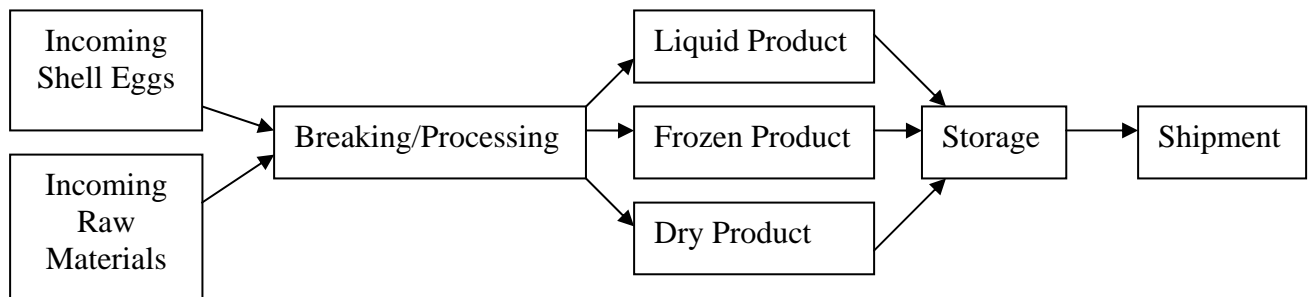 Incoming
Shell Eggs
Incoming
Raw
Materials
Breaking/Processing
Liquid Product
Frozen Product
Dry Product
Storage
Shipment